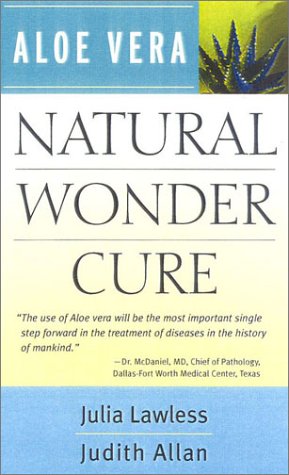 ALOE VERA
NATURAL
WONDER
CURE
"The use of Aloe vera will be the most important single
step forward in the treatment of diseases in the history
of mankind."
—Dr. McDaniel, MD, Chief of Pathology,
Dallas-Fort Worth Medical Center, Texas
Julia Lawless
Judith Allan